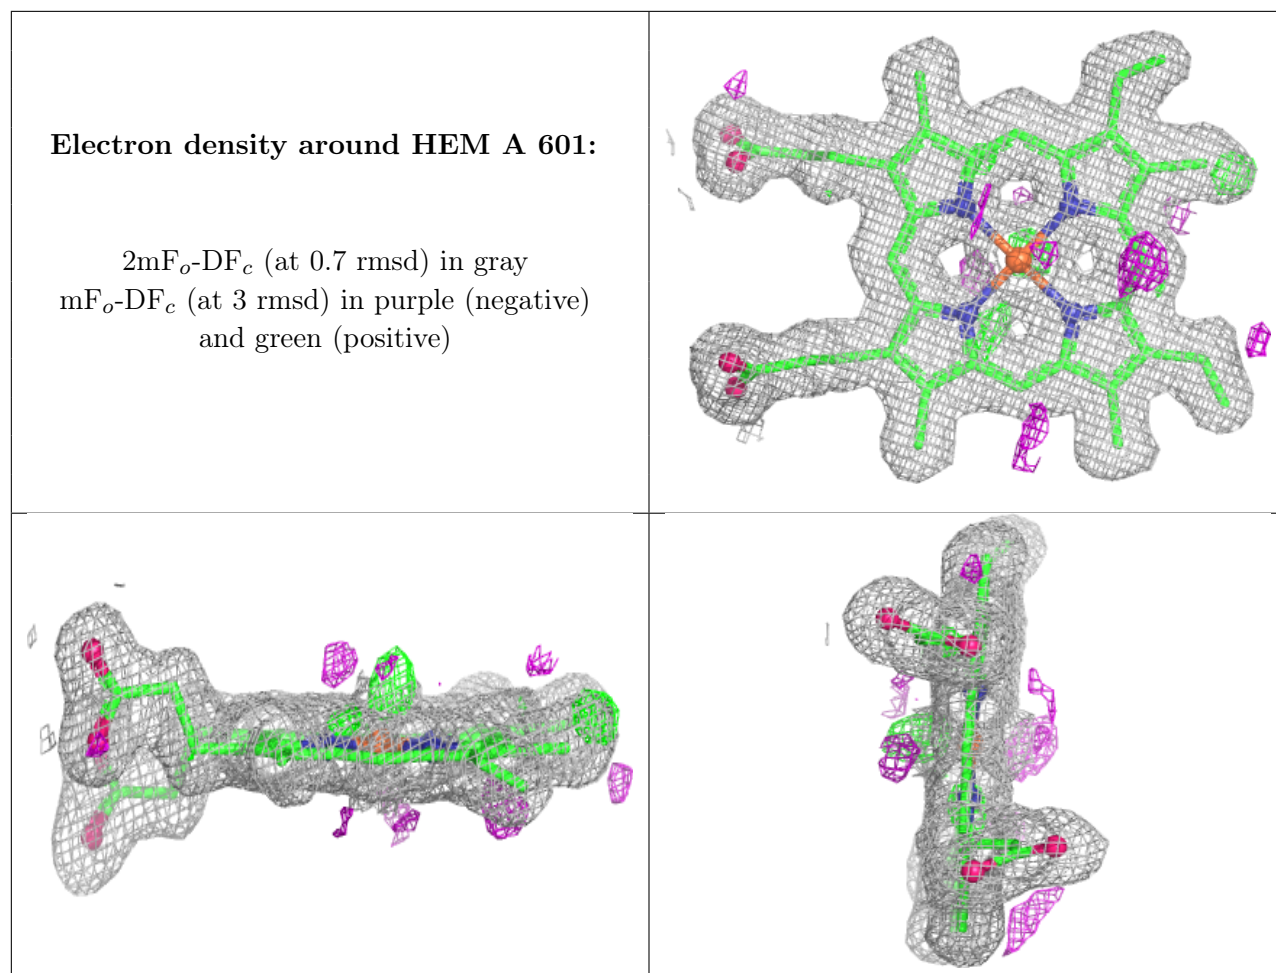 Electron density around HEM A 601:
2mFo-DFc (at 0.7 rmsd) in gray
mFo-DFc (at 3 rmsd) in purple (negative)
and green (positive)